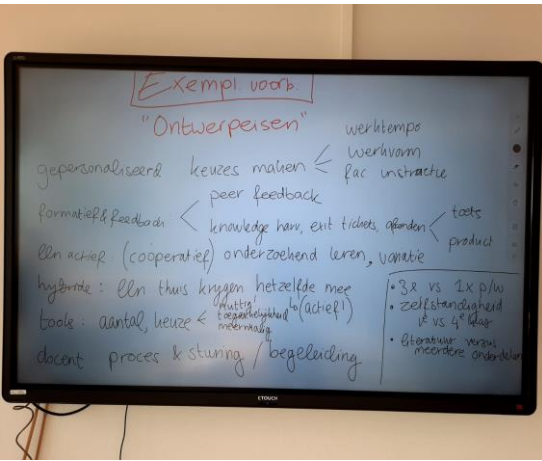 Exempl. voorb.
"Ontwerpeisen"
gepersonaliseerd keuzes maken < werktempo
werkvorm
fac instructie
formatief & feedback < peer feedback
knowledge harv, exit tickets, afronden < toets
product
lln actief : (coöperatief) onderzoekend leren, variatie
hybride : lln thuis krijgen hetzelfde mee
↳ (actief!)
tools : aantal, keuze < nuttig
toegankelijkheid
meermalig
docent proces & sturing / begeleiding
• 3x vs 1x p/w
• zelfstandigheid
1e vs 4e klas
• literatuur versus
meerdere onderdelen
CTOUCH